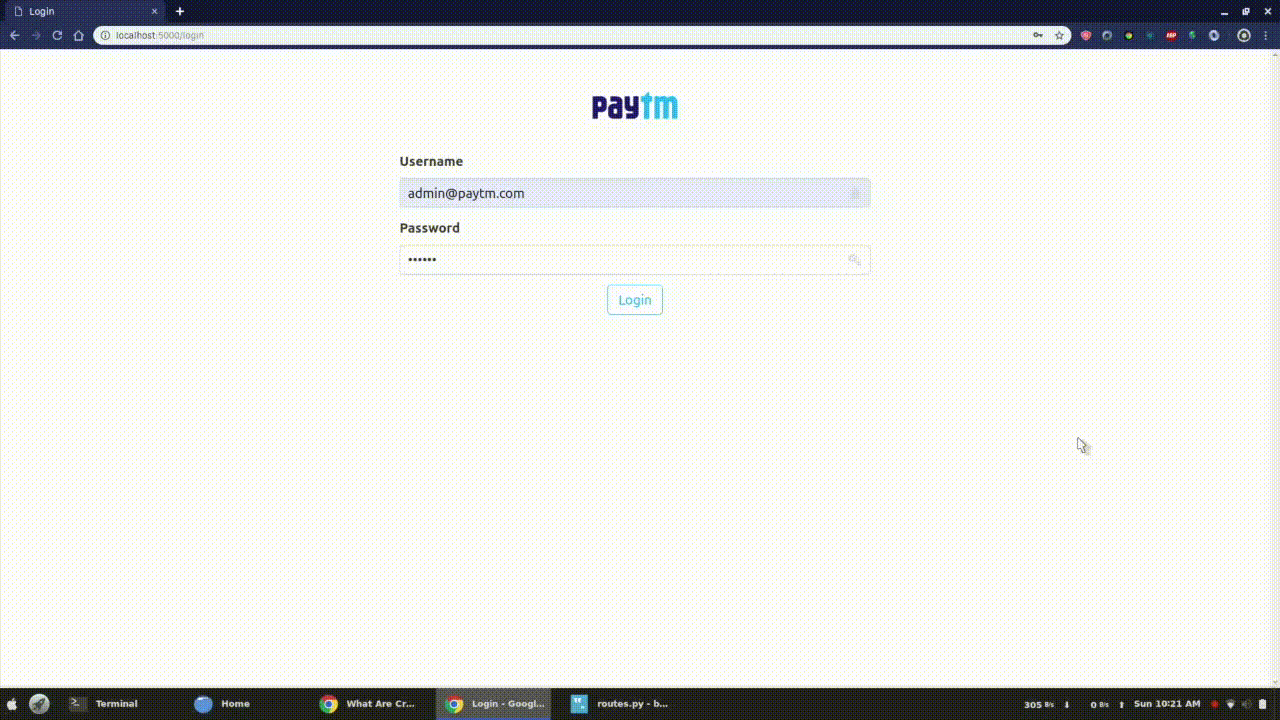 Login
localhost:5000/login
ABP
paytm
Username
admin@paytm.com
Password
Login
Terminal
Home
What Are Cr...
Login - Googl...
routes.py - b...
305 B/s
0 B/s
Sun 10:21 AM